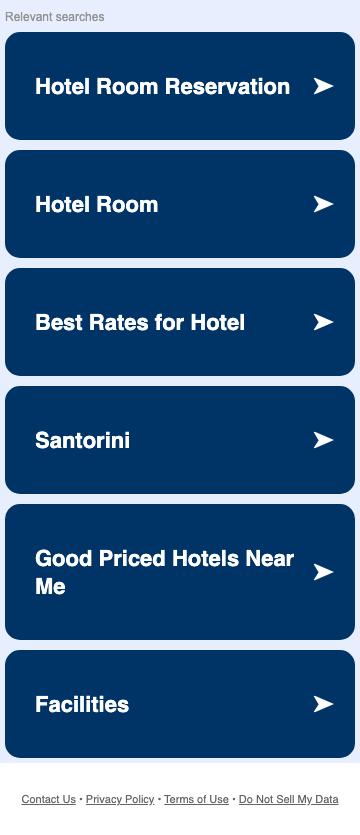 Relevant searches
Hotel Room Reservation
Hotel Room
Best Rates for Hotel
Santorini
Good Priced Hotels Near
Me
Facilities
Contact Us • Privacy Policy • Terms of Use • Do Not Sell My Data